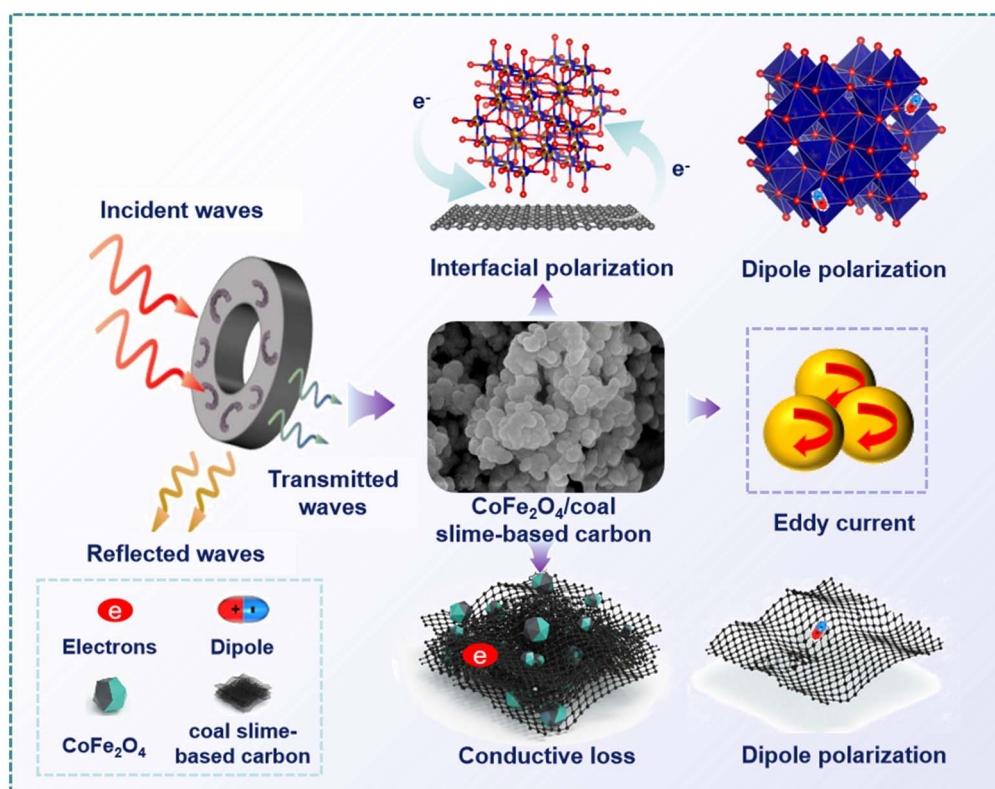 Incident waves
e-
e-
Interfacial polarization
Dipole polarization
Transmitted
waves
Reflected waves
CoFe₂O₄/coal
slime-based carbon
Eddy current
e
Electrons
+ -
Dipole
CoFe₂O₄
coal slime-
based carbon
e
Conductive loss
Dipole polarization